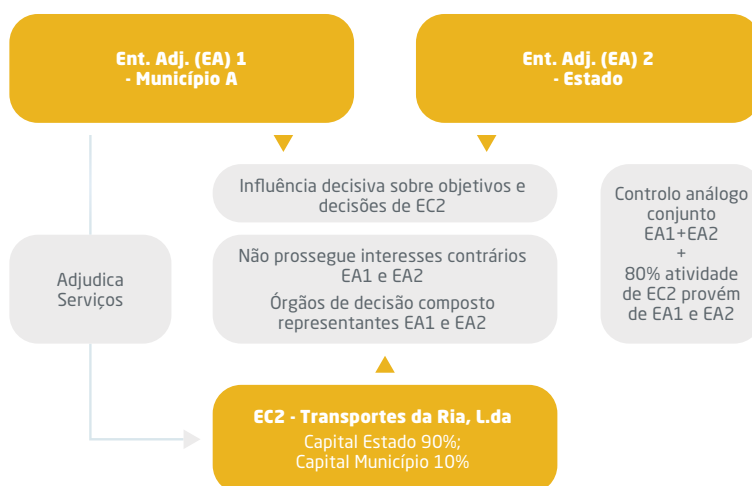 Ent. Adj. (EA) 1
- Município A
Ent. Adj. (EA) 2
- Estado
Influência decisiva sobre objetivos e
decisões de EC2
Controlo análogo
conjunto
EA1+EA2
+
80% atividade
de EC2 provém
de EA1 e EA2
Adjudica
Serviços
Não prossegue interesses contrários
EA1 e EA2
Órgãos de decisão composto
representantes EA1 e EA2
EC2 - Transportes da Ria, L.da
Capital Estado 90%;
Capital Município 10%